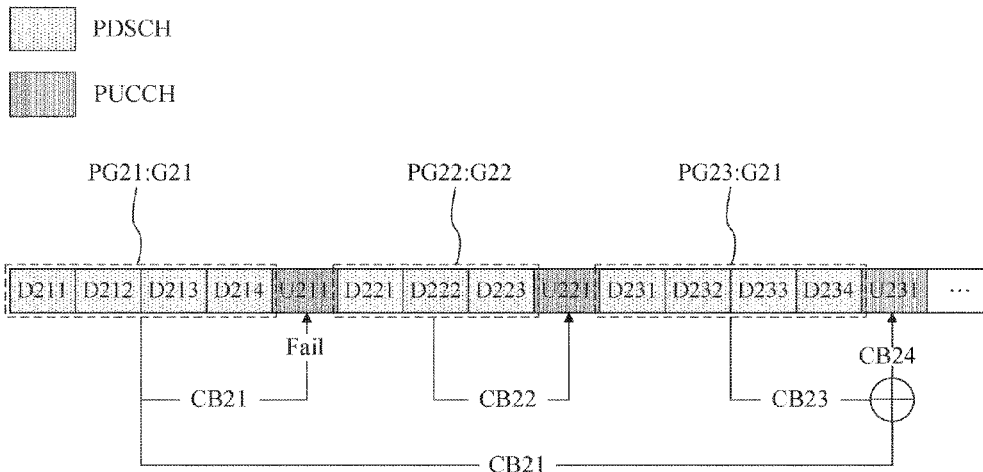 PDSCH
PUCCH
PG21:G21 PG22:G22 PG23:G21
D211 D212 D213 D214 U211 D221 D222 D223 U221 D231 D232 D233 D234 U231 ...
Fail
CB24
CB21 CB22 CB23
CB21